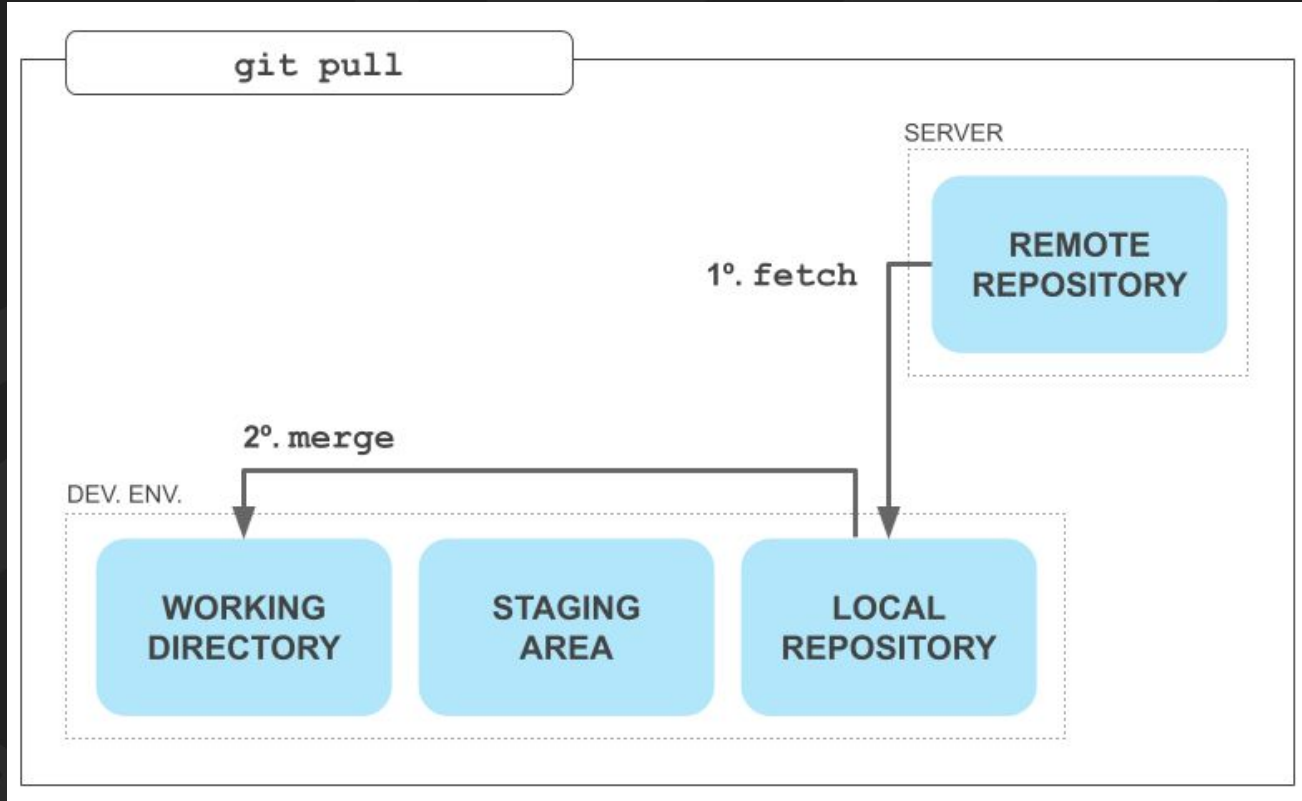 git pull
SERVER
REMOTE
REPOSITORY
1º. fetch
2º. merge
DEV. ENV.
WORKING
DIRECTORY
STAGING
AREA
LOCAL
REPOSITORY